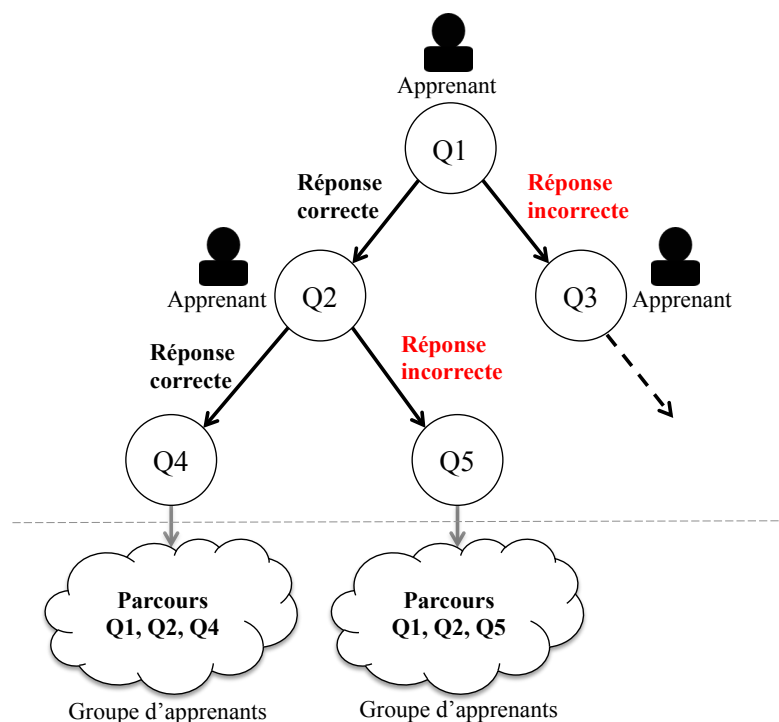 Apprenant
Q1
Réponse
correcte
Réponse
incorrecte
Apprenant
Q2
Q3
Apprenant
Réponse
correcte
Réponse
incorrecte
Q4
Q5
Parcours
Q1, Q2, Q4
Parcours
Q1, Q2, Q5
Groupe d'apprenants
Groupe d'apprenants